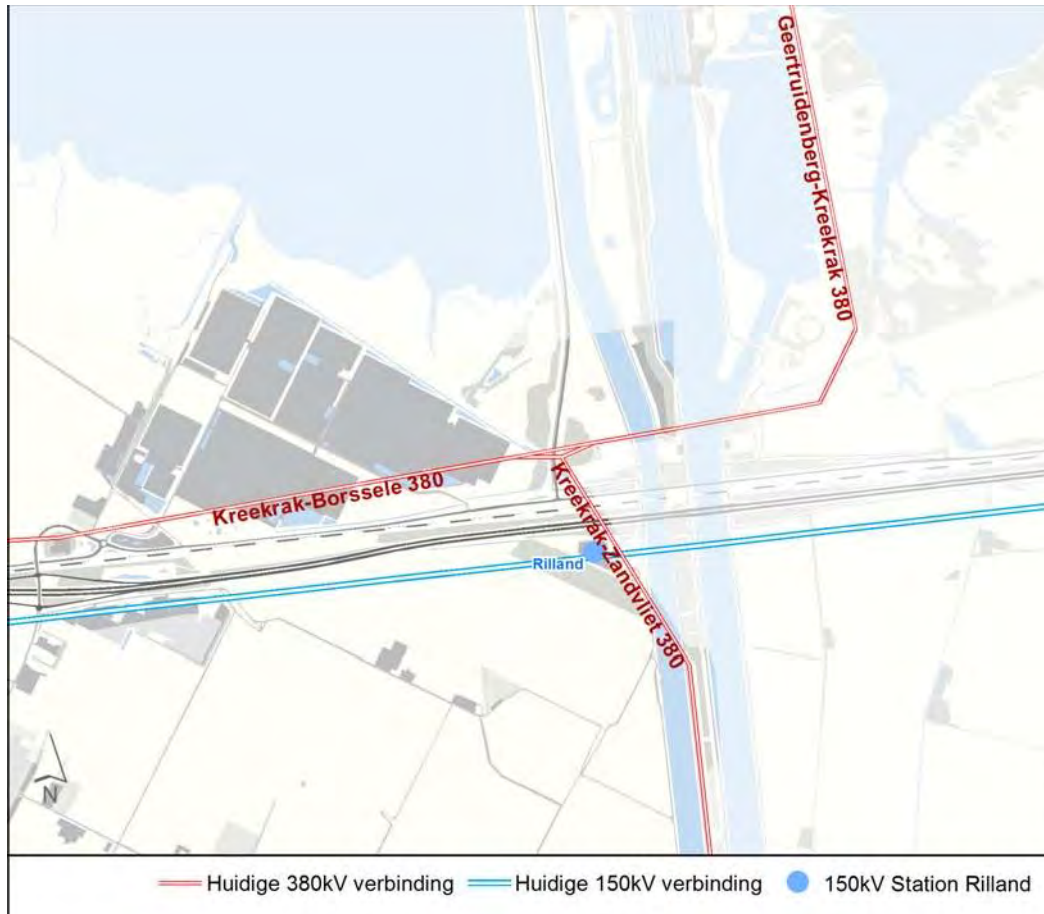 Geertruidenberg-Kreekrak 380
Kreekrak-Borssele 380
Kreekrak-Zandvliet 380
Rilland
N
Huidige 380kV verbinding
Huidige 150kV verbinding
150kV Station Rilland